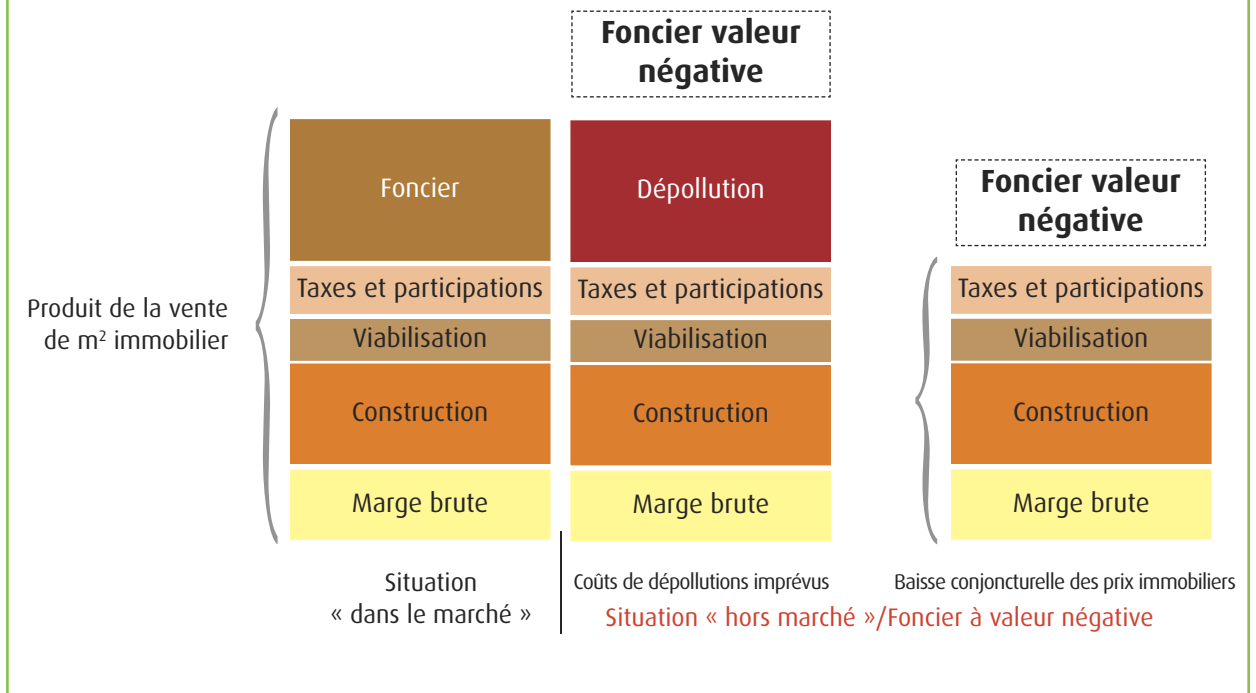 Foncier valeur
négative
Foncier
Dépollution
Foncier valeur
négative
Produit de la vente
de m² immobilier
Taxes et participations
Taxes et participations
Taxes et participations
Viabilisation
Viabilisation
Viabilisation
Construction
Construction
Construction
Marge brute
Marge brute
Marge brute
Situation
« dans le marché »
Coûts de dépollutions imprévus
Baisse conjoncturelle des prix immobiliers
Situation « hors marché »/Foncier à valeur négative